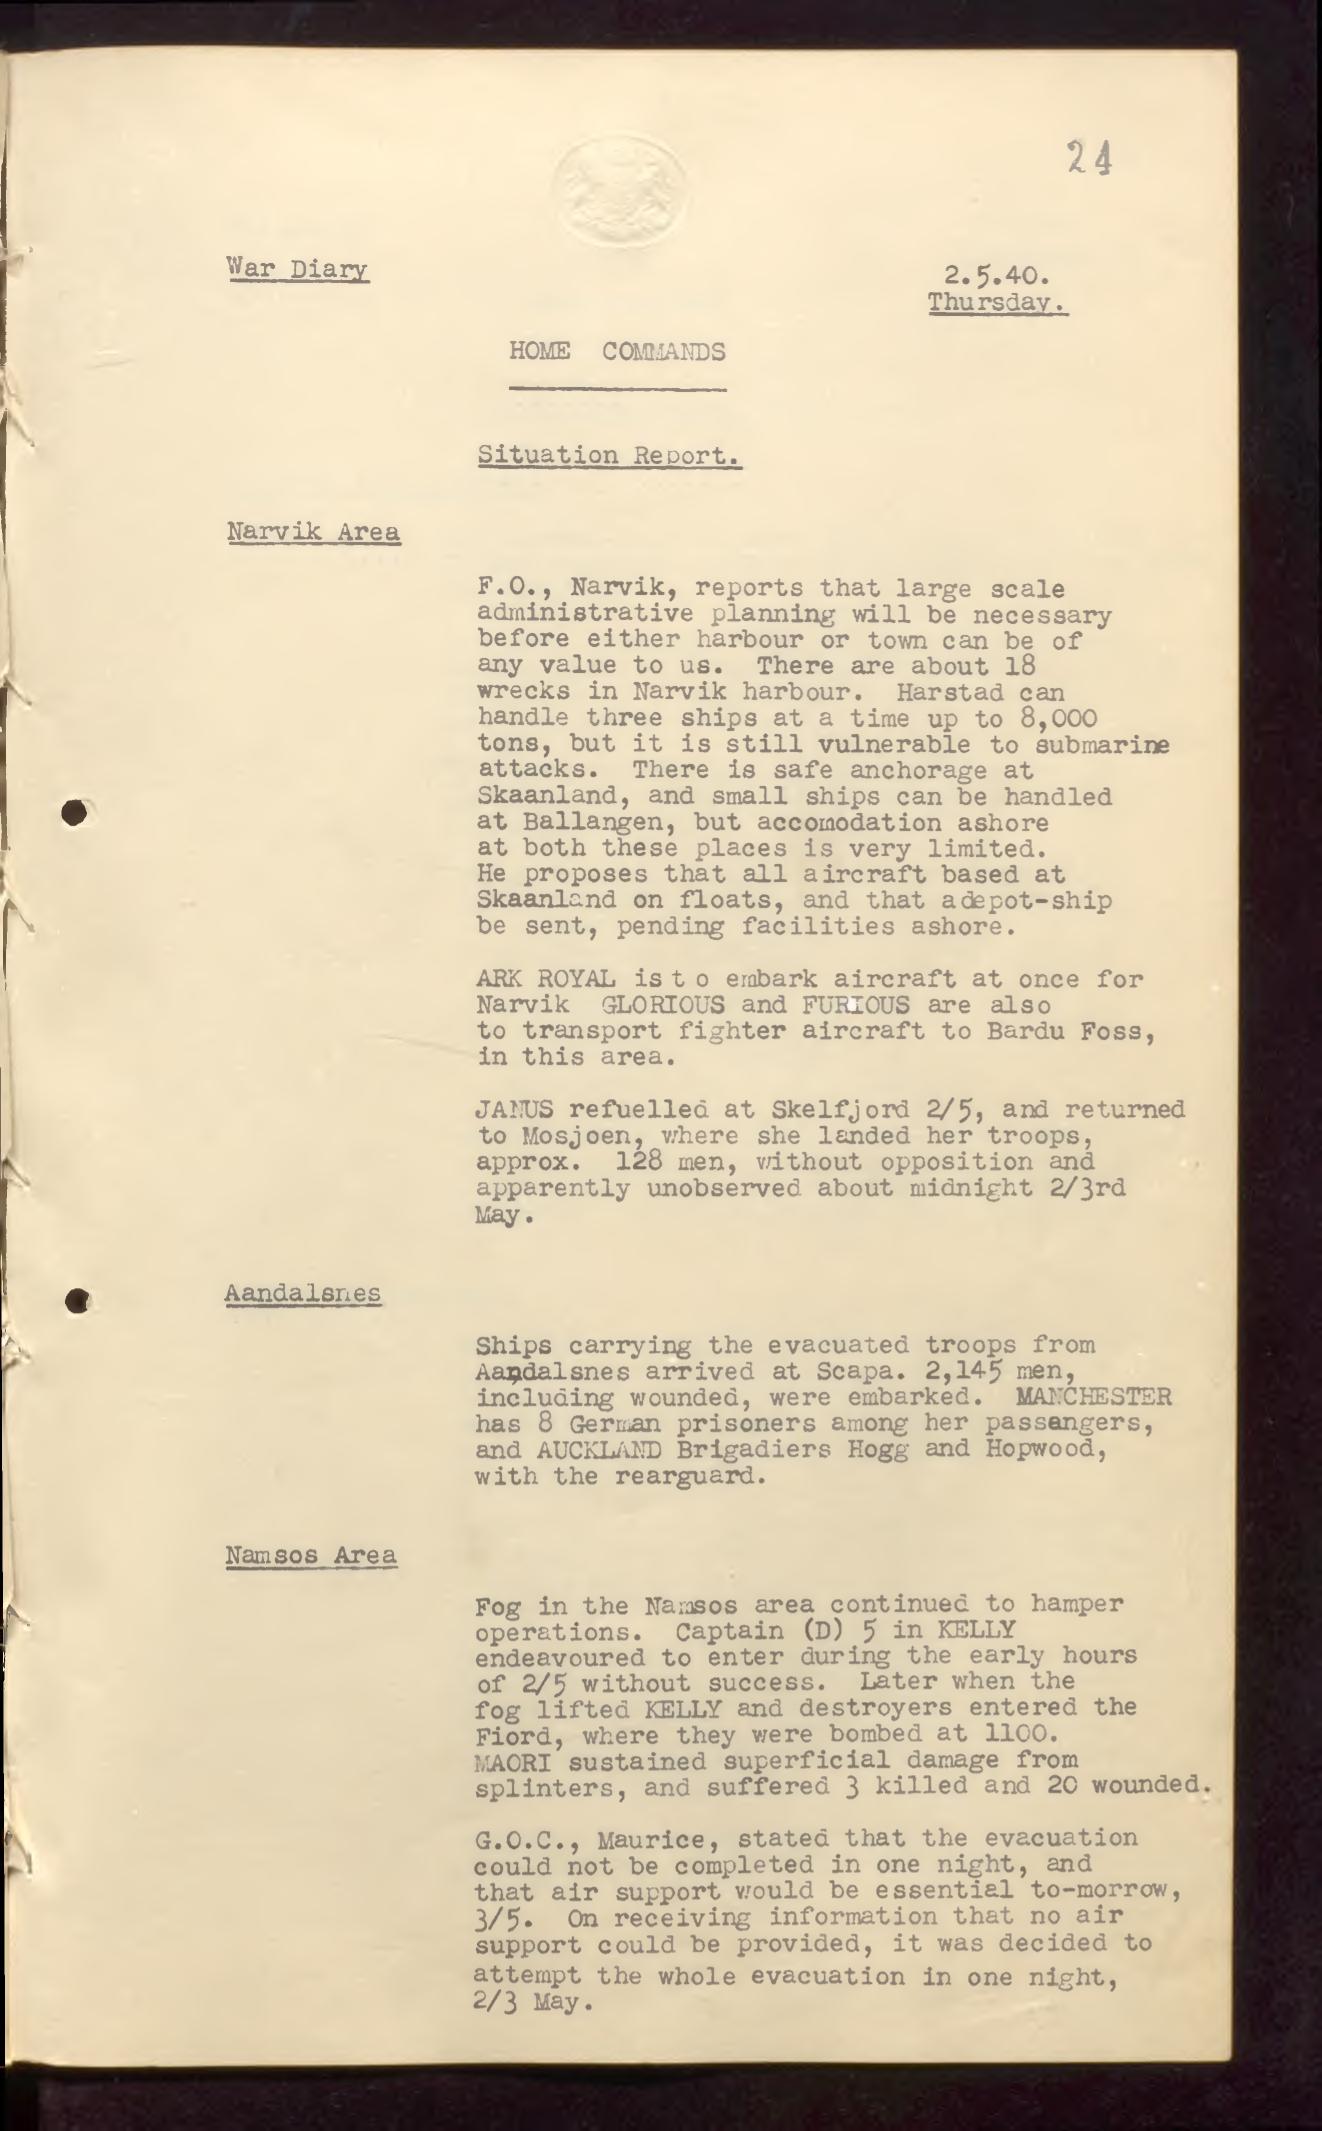 24
War Diary
2.5.40.
Thursday.
HOME COMMANDS
Situation Report.
Narvik Area
F.O., Narvik, reports that large scale
administrative planning will be necessary
before either harbour or town can be of
any value to us. There are about 18
wrecks in Narvik harbour. Harstad can
handle three ships at a time up to 8,000
tons, but it is still vulnerable to submarine
attacks. There is safe anchorage at
Skaanland, and small ships can be handled
at Ballangen, but accomodation ashore
at both these places is very limited.
He proposes that all aircraft based at
Skaanland on floats, and that a depot-ship
be sent, pending facilities ashore.
ARK ROYAL is t o embark aircraft at once for
Narvik GLORIOUS and FURIOUS are also
to transport fighter aircraft to Bardu Foss,
in this area.
JANUS refuelled at Skelfjord 2/5, and returned
to Mosjoen, where she landed her troops,
approx. 128 men, without opposition and
apparently unobserved about midnight 2/3rd
May.
Aandalsnes
Ships carrying the evacuated troops from
Aandalsnes arrived at Scapa. 2,145 men,
including wounded, were embarked. MANCHESTER
has 8 German prisoners among her passengers,
and AUCKLAND Brigadiers Hogg and Hopwood,
with the rearguard.
Namsos Area
Fog in the Namsos area continued to hamper
operations. Captain (D) 5 in KELLY
endeavoured to enter during the early hours
of 2/5 without success. Later when the
fog lifted KELLY and destroyers entered the
Fiord, where they were bombed at 1100.
MAORI sustained superficial damage from
splinters, and suffered 3 killed and 20 wounded.
G.O.C., Maurice, stated that the evacuation
could not be completed in one night, and
that air support would be essential to-morrow,
3/5. On receiving information that no air
support could be provided, it was decided to
attempt the whole evacuation in one night,
2/3 May.